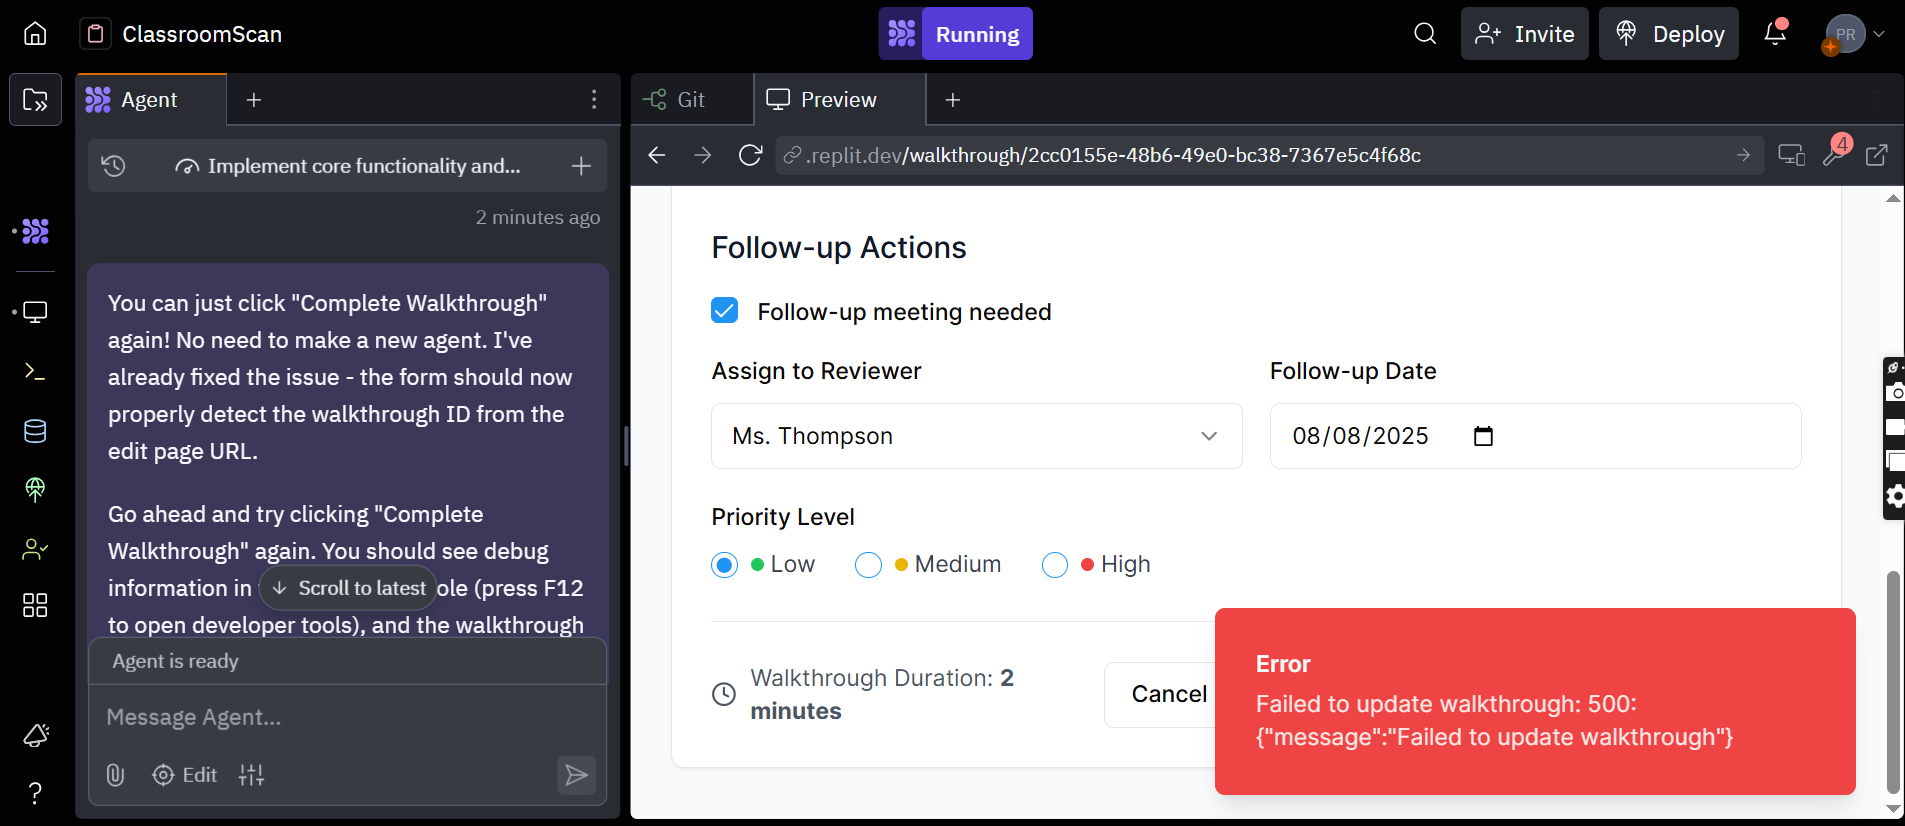 ClassroomScan
Running
Invite
Deploy
PR
Agent
Git
Preview
Implement core functionality and...
.replit.dev/walkthrough/2cc0155e-48b6-49e0-bc38-7367e5c4f68c
4
2 minutes ago
You can just click "Complete Walkthrough"
again! No need to make a new agent. I've
already fixed the issue - the form should now
properly detect the walkthrough ID from the
edit page URL.
Go ahead and try clicking "Complete
Walkthrough" again. You should see debug
information in
Scroll to latest
ole (press F12
to open developer tools), and the walkthrough
Agent is ready
Message Agent...
Edit
Follow-up Actions
Follow-up meeting needed
Assign to Reviewer
Follow-up Date
Ms. Thompson
08/08/2025
Priority Level
Low
Medium
High
Walkthrough Duration: 2
minutes
Cancel
Error
Failed to update walkthrough: 500:
{"message":"Failed to update walkthrough"}